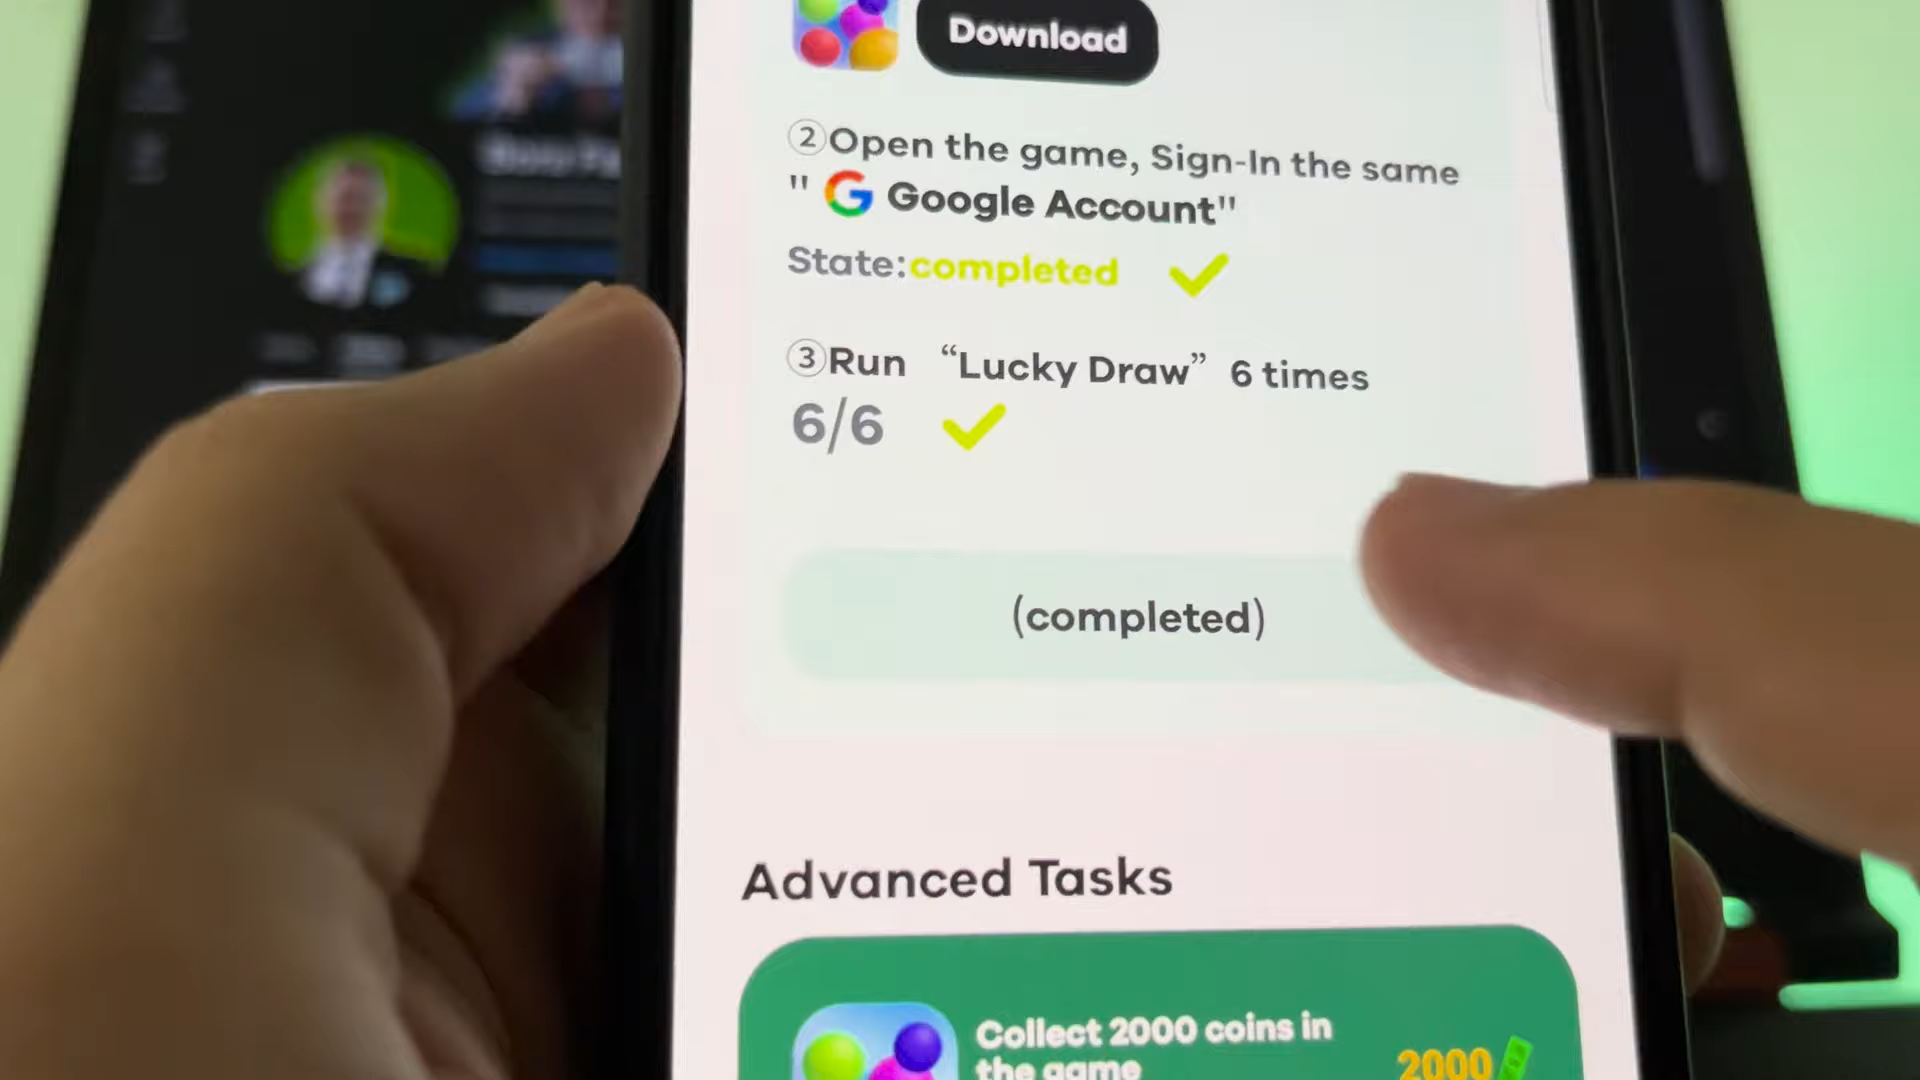 Download
②Open the game, Sign-In the same
" Google Account"
State:completed
③Run “Lucky Draw” 6 times
6/6
(completed)
Advanced Tasks
Collect 2000 coins in
the game
2000